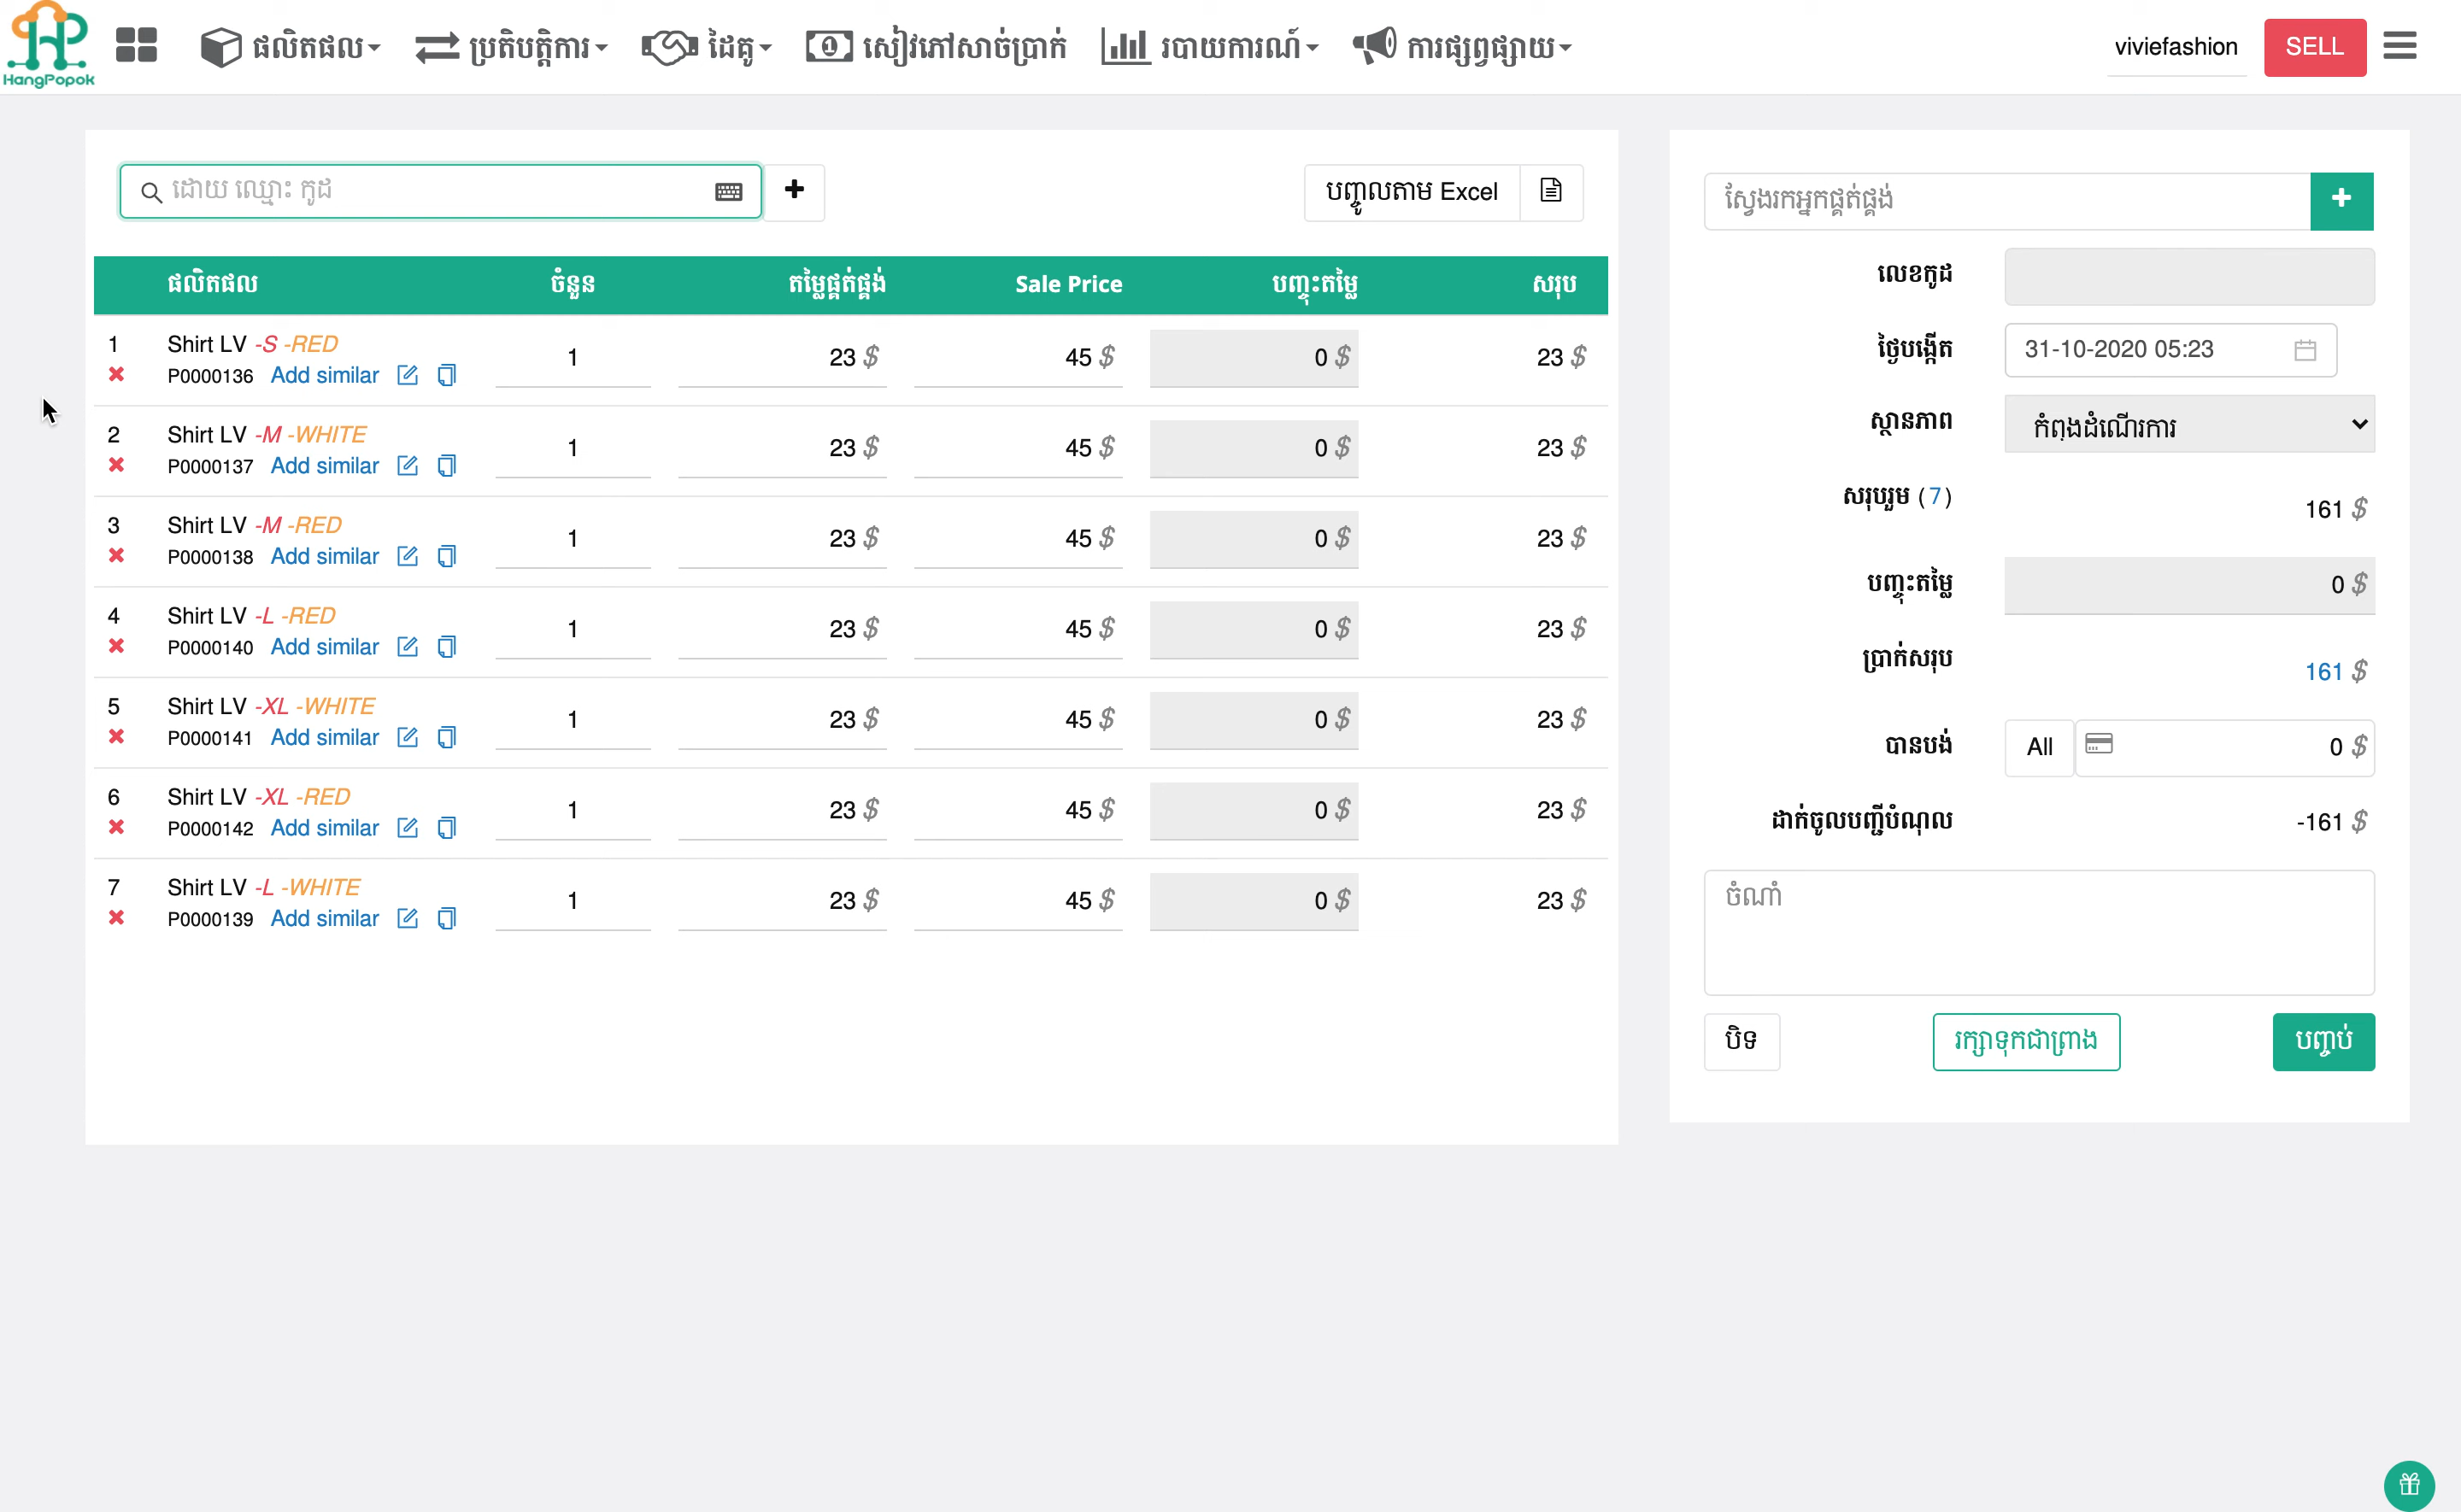 HangPopok
ផលិតផល ប្រតិបត្តិការ ដៃគូ សៀវភៅសាច់ប្រាក់ របាយការណ៍ ការផ្សព្វផ្សាយ viviefashion SELL
ដោយ ឈ្មោះ កូដ
បញ្ចូលតាម Excel
ផលិតផល ចំនួន តម្លៃផ្គត់ផ្គង់ Sale Price បញ្ចុះតម្លៃ សរុប
1 Shirt LV -S -RED 1 23 $ 45 $ 0 $ 23 $
P0000136 Add similar
2 Shirt LV -M -WHITE 1 23 $ 45 $ 0 $ 23 $
P0000137 Add similar
3 Shirt LV -M -RED 1 23 $ 45 $ 0 $ 23 $
P0000138 Add similar
4 Shirt LV -L -RED 1 23 $ 45 $ 0 $ 23 $
P0000140 Add similar
5 Shirt LV -XL -WHITE 1 23 $ 45 $ 0 $ 23 $
P0000141 Add similar
6 Shirt LV -XL -RED 1 23 $ 45 $ 0 $ 23 $
P0000142 Add similar
7 Shirt LV -L -WHITE 1 23 $ 45 $ 0 $ 23 $
P0000139 Add similar
ស្វែងរកអ្នកផ្គត់ផ្គង់
លេខកូដ
ថ្ងៃបង្កើត 31-10-2020 05:23
ស្ថានភាព កំពុងដំណើរការ
សរុបរួម (7) 161 $
បញ្ចុះតម្លៃ 0 $
ប្រាក់សរុប 161 $
បានបង់ All 0 $
ដាក់ចូលបញ្ជីបំណុល -161 $
ចំណាំ
បិទ រក្សាទុកជាព្រាង បញ្ចប់